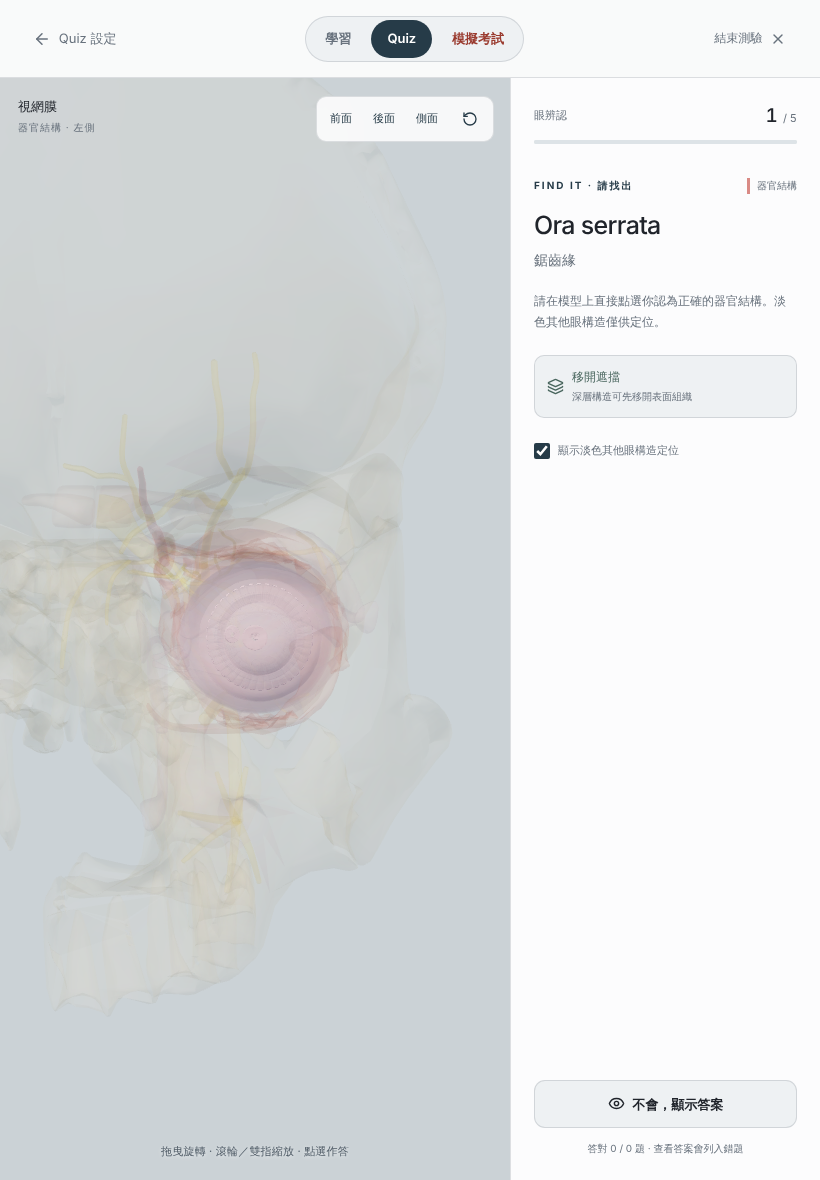 Quiz 設定
學習
Quiz
模擬考試
結束測驗
視網膜
器官結構 · 左側
前面
後面
側面
眼辨認
1 / 5
FIND IT · 請找出
器官結構
Ora serrata
鋸齒緣
請在模型上直接點選你認為正確的器官結構。淡
色其他眼構造僅供定位。
移開遮擋
深層構造可先移開表面組織
顯示淡色其他眼構造定位
不會，顯示答案
答對 0 / 0 題 · 查看答案會列入錯題
拖曳旋轉 · 滾輪／雙指縮放 · 點選作答